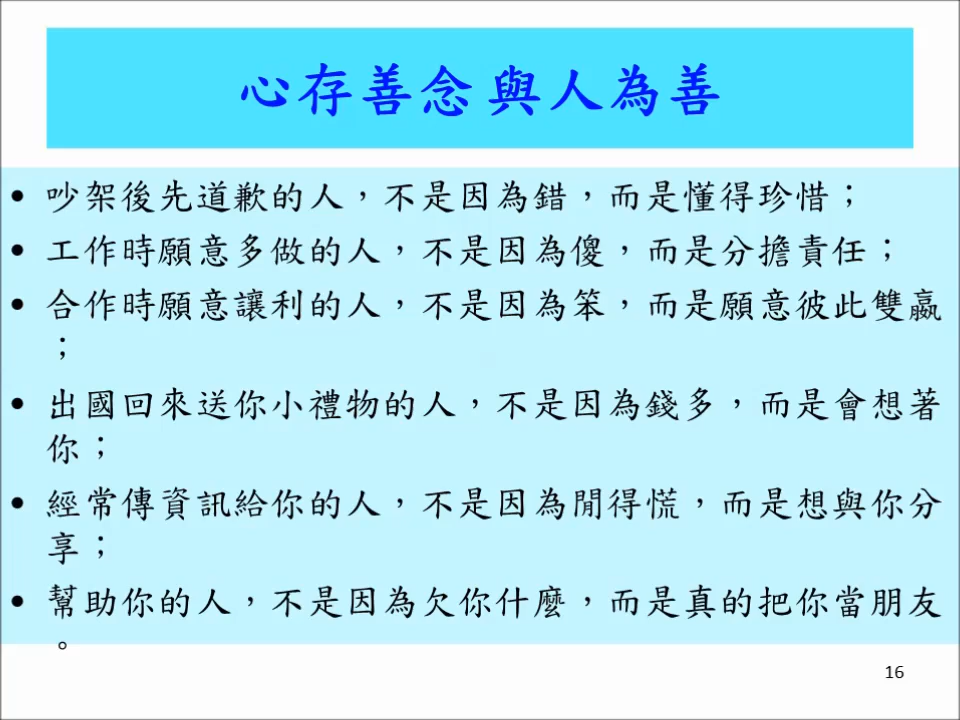 心存善念 與人為善
• 吵架後先道歉的人，不是因為錯，而是懂得珍惜；
• 工作時願意多做的人，不是因為傻，而是分擔責任；
• 合作時願意讓利的人，不是因為笨，而是願意彼此雙嬴
；
• 出國回來送你小禮物的人，不是因為錢多，而是會想著
你；
• 經常傳資訊給你的人，不是因為閒得慌，而是想與你分
享；
• 幫助你的人，不是因為欠你什麼，而是真的把你當朋友
。
16